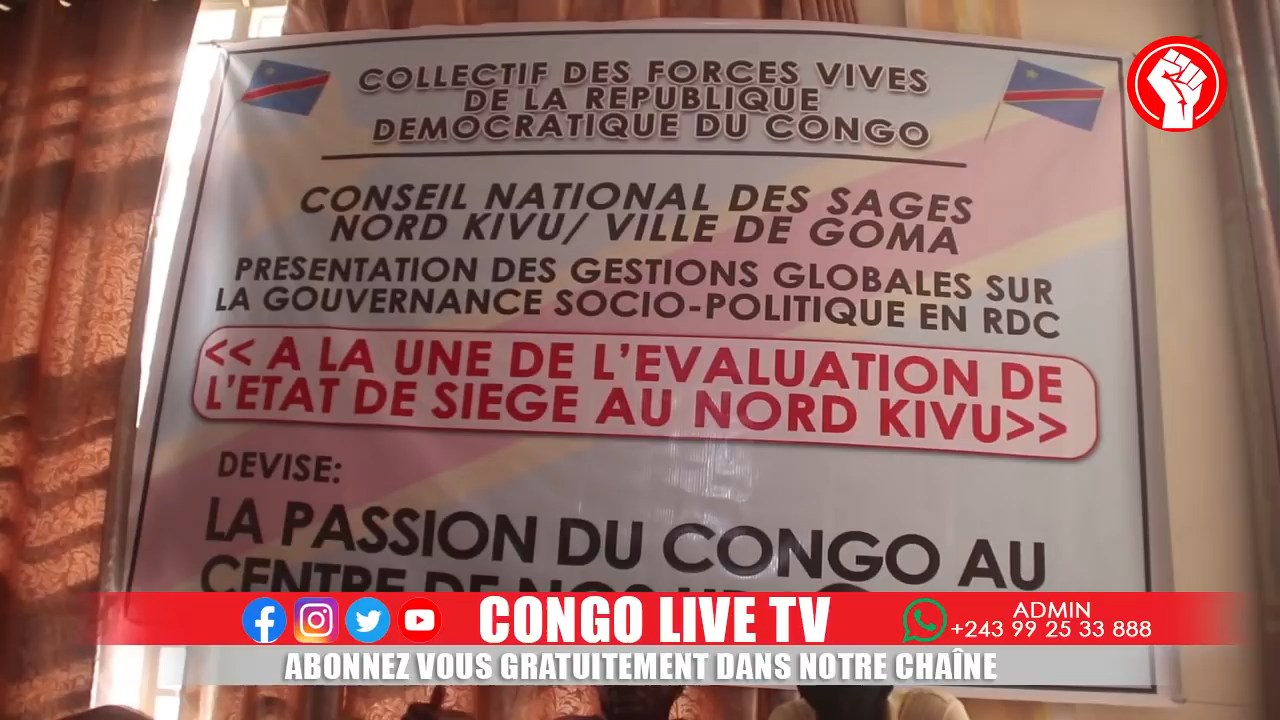 COLLECTIF DES FORCES VIVES
DE LA REPUBLIQUE
DEMOCRATIQUE DU CONGO
CONSEIL NATIONAL DES SAGES
NORD KIVU/ VILLE DE GOMA
PRESENTATION DES GESTIONS GLOBALES SUR
LA GOUVERNANCE SOCIO-POLITIQUE EN RDC
<< A LA UNE DE L'EVALUATION DE
L'ETAT DE SIEGE AU NORD KIVU>>
DEVISE:
LA PASSION DU CONGO AU
CENTRE DE NOS
CONGO LIVE TV
ADMIN
+243 99 25 33 888
ABONNEZ VOUS GRATUITEMENT DANS NOTRE CHAÎNE